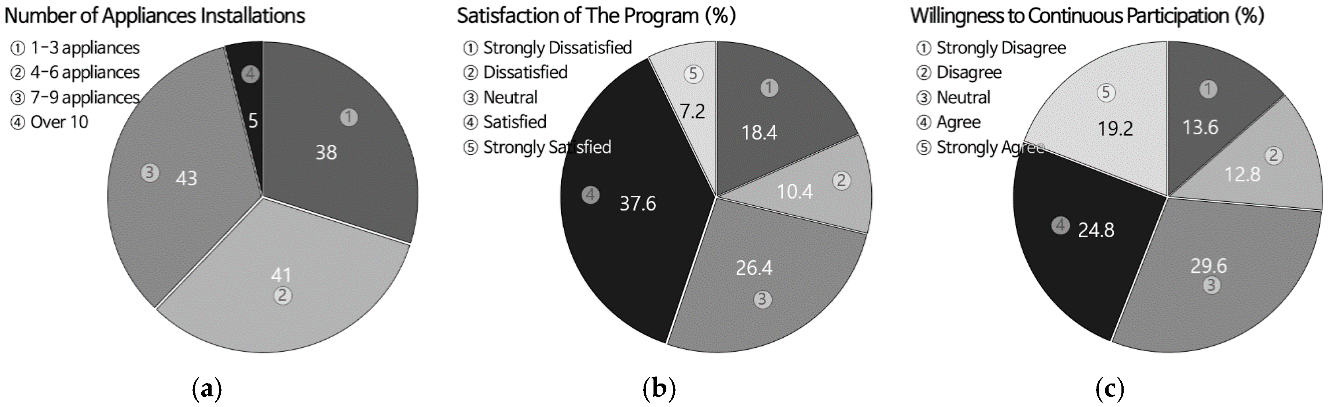 Number of Appliances Installations
① 1-3 appliances
② 4-6 appliances
③ 7-9 appliances
④ Over 10
④
5
①
38
③
43
41
②
(a)
Satisfaction of The Program (%)
① Strongly Dissatisfied
② Dissatisfied
③ Neutral
④ Satisfied
⑤ Strongly Satisfied
⑤
7.2
①
18.4
②
10.4
④
37.6
26.4
③
(b)
Willingness to Continuous Participation (%)
① Strongly Disagree
② Disagree
③ Neutral
④ Agree
⑤ Strongly Agree
⑤
19.2
①
13.6
②
12.8
④
24.8
29.6
③
(c)